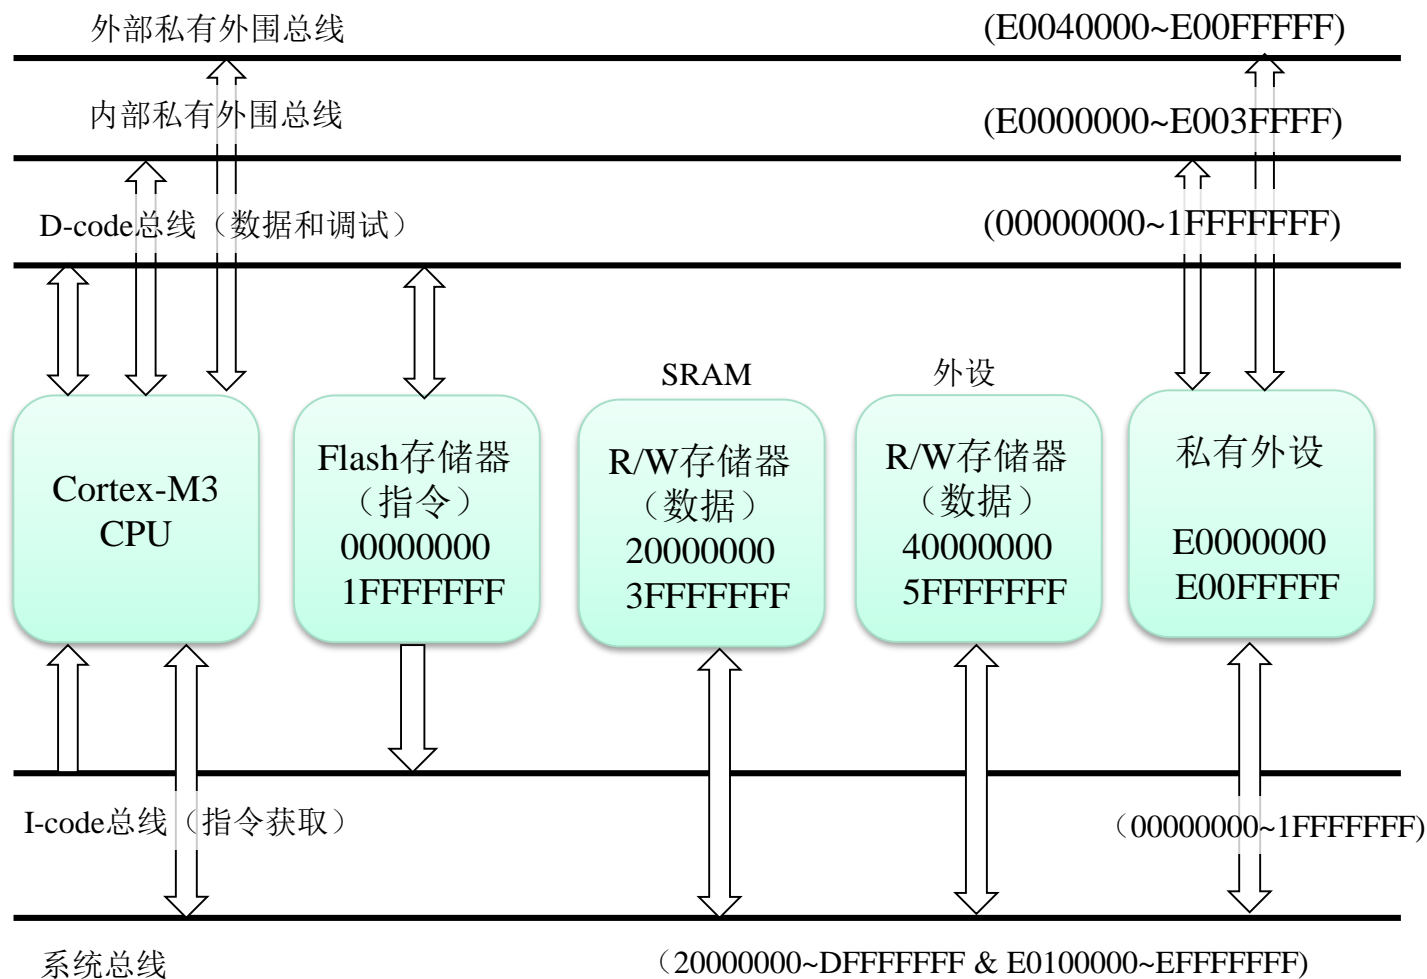 外部私有外围总线 (E0040000~E00FFFFF)
内部私有外围总线 (E0000000~E003FFFF)
D-code总线（数据和调试） (00000000~1FFFFFFF)
Cortex-M3
CPU
Flash存储器
（指令）
00000000
1FFFFFFF
SRAM
R/W存储器
（数据）
20000000
3FFFFFFF
外设
R/W存储器
（数据）
40000000
5FFFFFFF
私有外设
E0000000
E00FFFFF
I-code总线（指令获取） （00000000~1FFFFFFF)
系统总线 （20000000~DFFFFFFF & E0100000~EFFFFFFF)